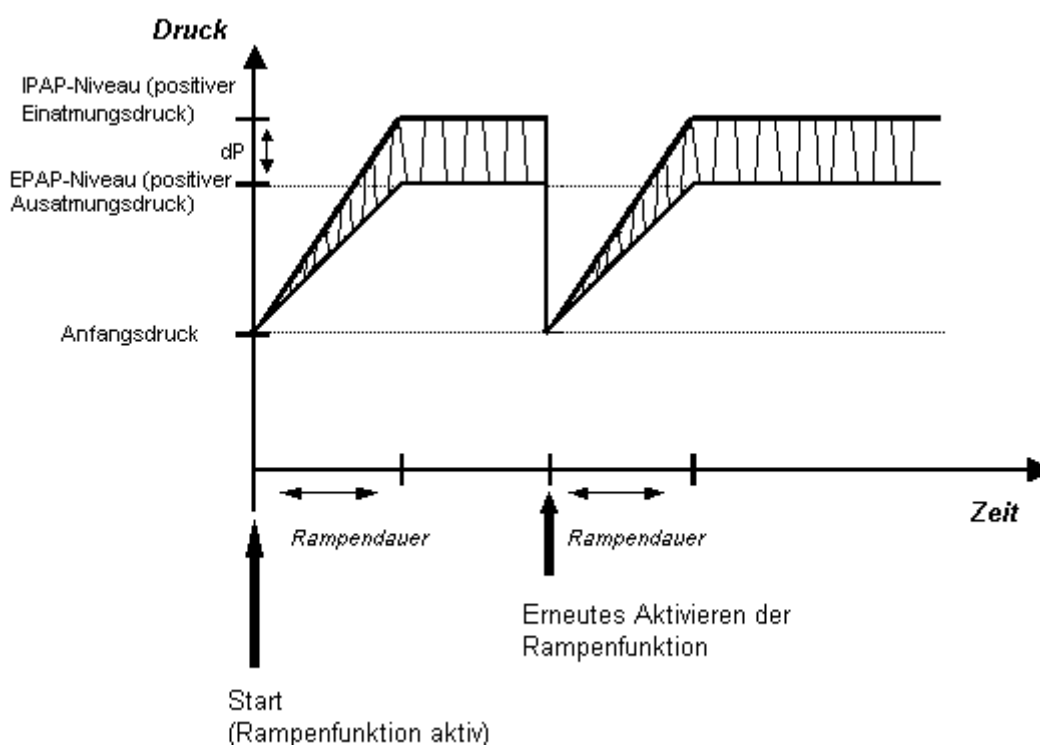 Druck
IPAP-Niveau (positiver
Einatmungsdruck)
dP
EPAP-Niveau (positiver
Ausatmungsdruck)
Anfangsdruck
Zeit
Rampendauer
Rampendauer
Erneutes Aktivieren der
Rampenfunktion
Start
(Rampenfunktion aktiv)